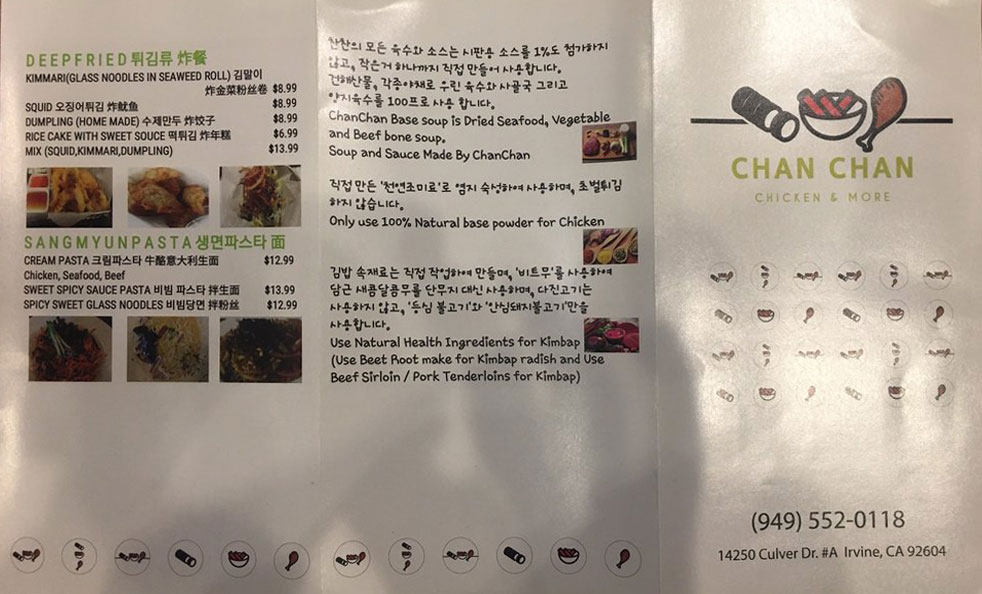 DEEPFRIED 튀김류 炸餐
KIMMARI(GLASS NOODLES IN SEAWEED ROLL) 김말이
炸金菜粉丝卷 $8.99
SQUID 오징어튀김 炸鱿鱼 $8.99
DUMPLING (HOME MADE) 수제만두 炸饺子 $8.99
RICE CAKE WITH SWEET SOUCE 떡튀김 炸年糕 $6.99
MIX (SQUID,KIMMARI,DUMPLING) $13.99
SANGMYUNPASTA 생면파스타 面
CREAM PASTA 크림파스타 牛酪意大利生面 $12.99
Chicken, Seafood, Beef
SWEET SPICY SAUCE PASTA 비빔 파스타 拌生面 $13.99
SPICY SWEET GLASS NOODLES 비빔당면 拌粉丝 $12.99
찬찬의 모든 육수와 소스는 시판용 소스를 1%도 첨가하지
않고, 작은거 하나까지 직접 만들어 사용합니다.
건해산물, 각종야채로 우린 육수와 사골국 그리고
양지육수를 100프로 사용 합니다.
ChanChan Base soup is Dried Seafood, Vegetable
and Beef bone soup.
Soup and Sauce Made By ChanChan
직접 만든 '천연조미료'로 염지 숙성하여 사용하며, 초벌튀김
하지 않습니다.
Only use 100% Natural base powder for Chicken
김밥 속재료는 직접 작업하여 만들며, '비트무'를 사용하여
담근 새콤달콤무를 단무지 대신 사용하며, 다진고기는
사용하지 않고, '등심 불고기'와 '안심돼지불고기'만을
사용합니다.
Use Natural Health Ingredients for Kimbap
(Use Beet Root make for Kimbap radish and Use
Beef Sirloin / Pork Tenderloins for Kimbap)
CHAN CHAN
CHICKEN & MORE
(949) 552-0118
14250 Culver Dr. #A Irvine, CA 92604